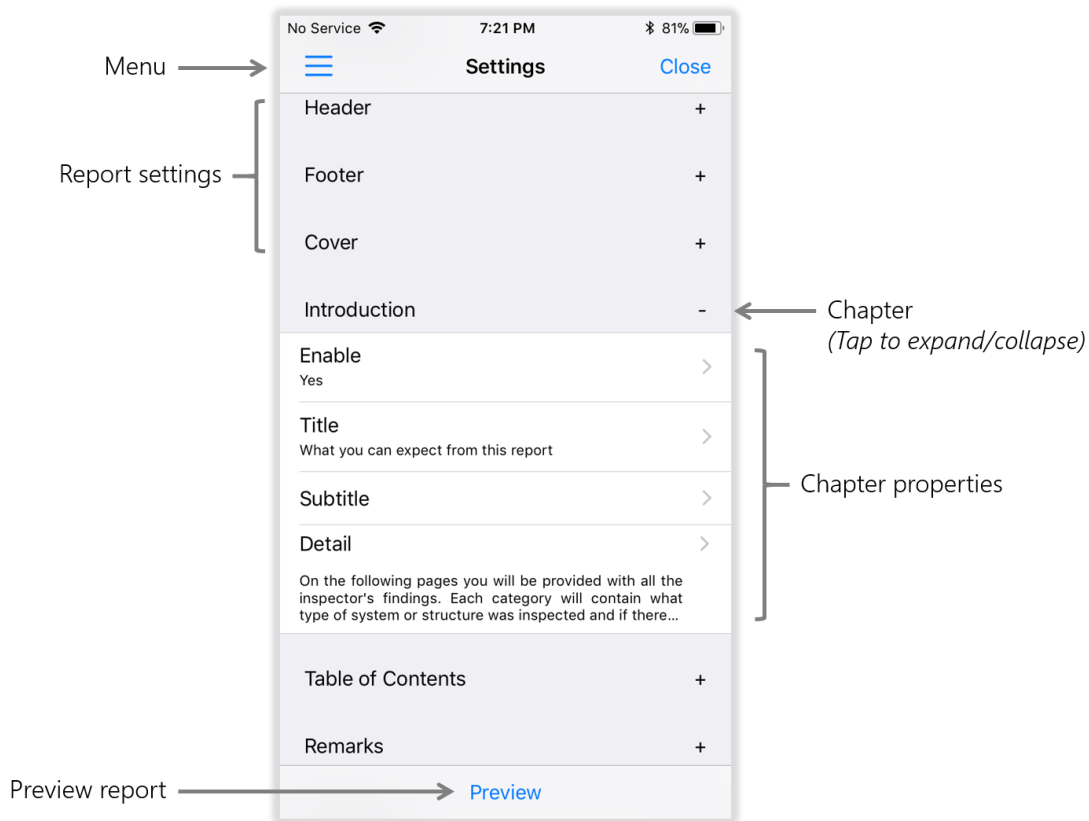 No Service 7:21 PM 81%
Menu
Settings Close
Header +
Report settings
Footer +
Cover +
Introduction -
Chapter
(Tap to expand/collapse)
Enable
Yes
Title
What you can expect from this report
Chapter properties
Subtitle
Detail
On the following pages you will be provided with all the
inspector's findings. Each category will contain what
type of system or structure was inspected and if there...
Table of Contents +
Remarks +
Preview report
Preview